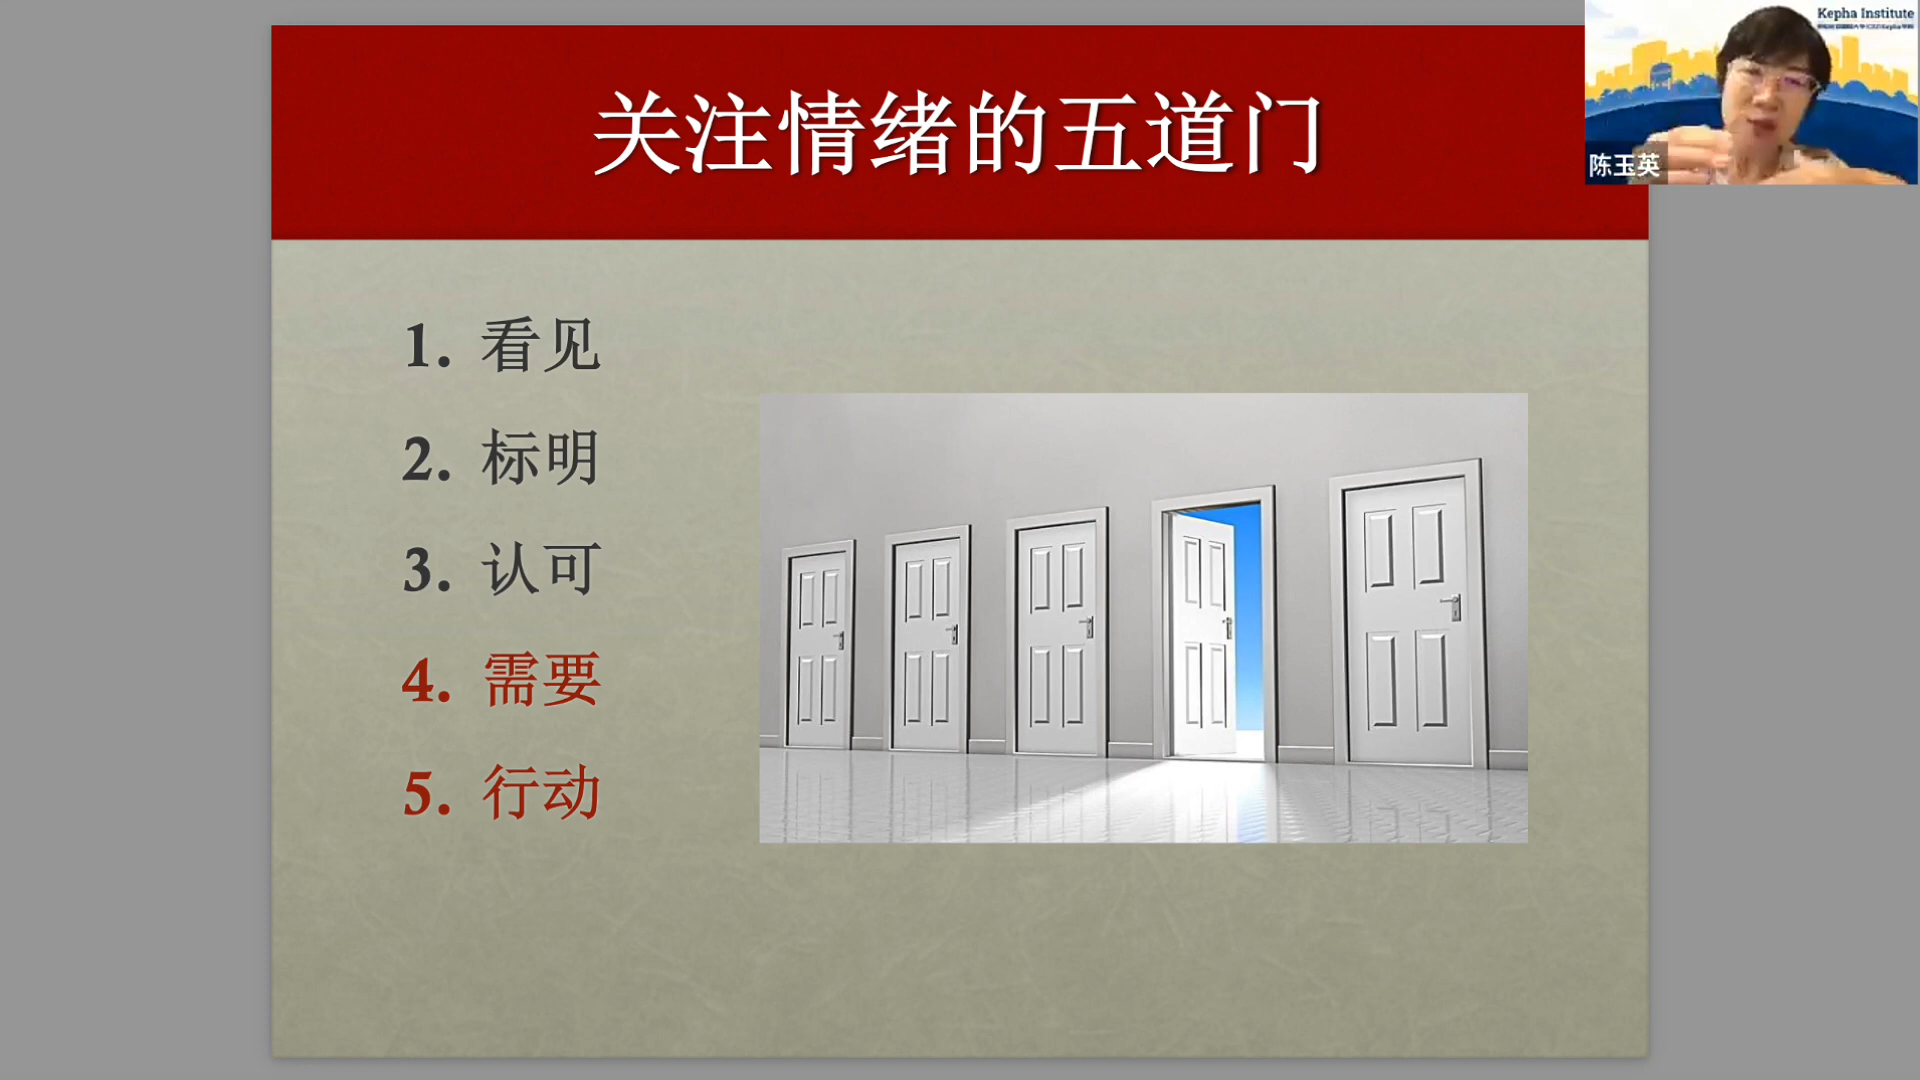 关注情绪的五道门
1. 看见
2. 标明
3. 认可
4. 需要
5. 行动
Kepha Institute
陈玉英